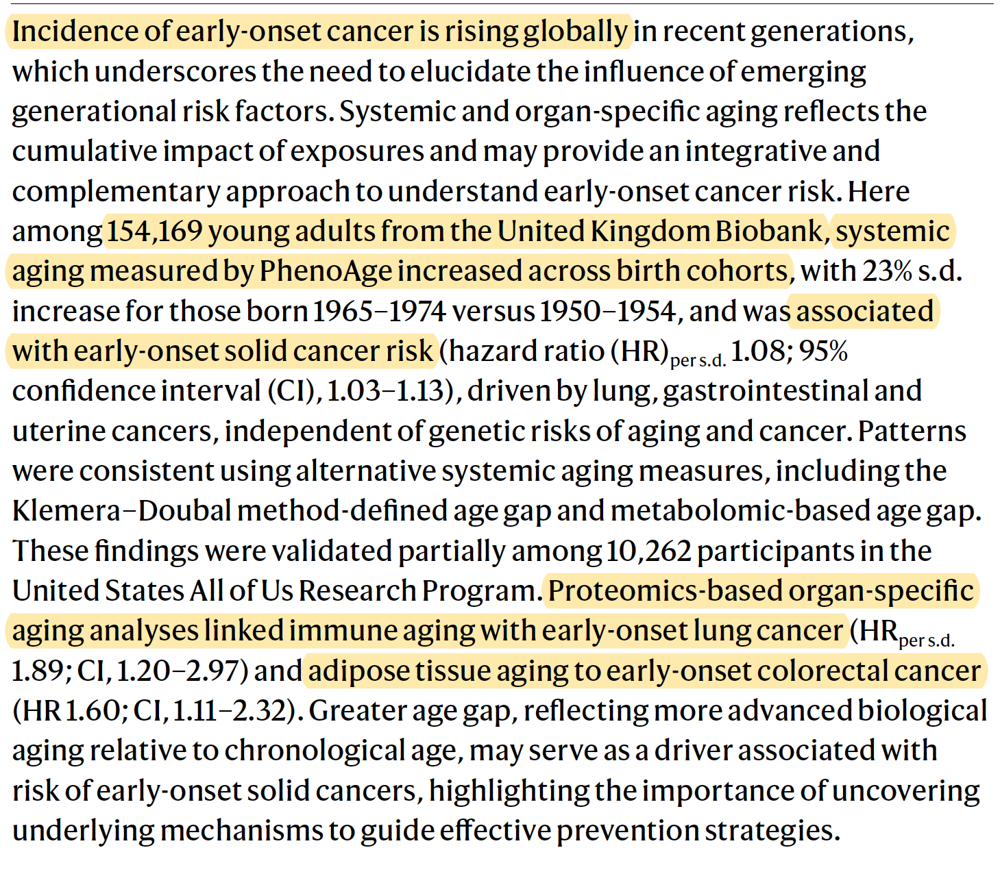 Incidence of early-onset cancer is rising globally in recent generations,
which underscores the need to elucidate the influence of emerging
generational risk factors. Systemic and organ-specific aging reflects the
cumulative impact of exposures and may provide an integrative and
complementary approach to understand early-onset cancer risk. Here
among 154,169 young adults from the United Kingdom Biobank, systemic
aging measured by PhenoAge increased across birth cohorts, with 23% s.d.
increase for those born 1965–1974 versus 1950–1954, and was associated
with early-onset solid cancer risk (hazard ratio (HR)per s.d. 1.08; 95%
confidence interval (CI), 1.03–1.13), driven by lung, gastrointestinal and
uterine cancers, independent of genetic risks of aging and cancer. Patterns
were consistent using alternative systemic aging measures, including the
Klemera–Doubal method-defined age gap and metabolomic-based age gap.
These findings were validated partially among 10,262 participants in the
United States All of Us Research Program. Proteomics-based organ-specific
aging analyses linked immune aging with early-onset lung cancer (HRper s.d.
1.89; CI, 1.20–2.97) and adipose tissue aging to early-onset colorectal cancer
(HR 1.60; CI, 1.11–2.32). Greater age gap, reflecting more advanced biological
aging relative to chronological age, may serve as a driver associated with
risk of early-onset solid cancers, highlighting the importance of uncovering
underlying mechanisms to guide effective prevention strategies.